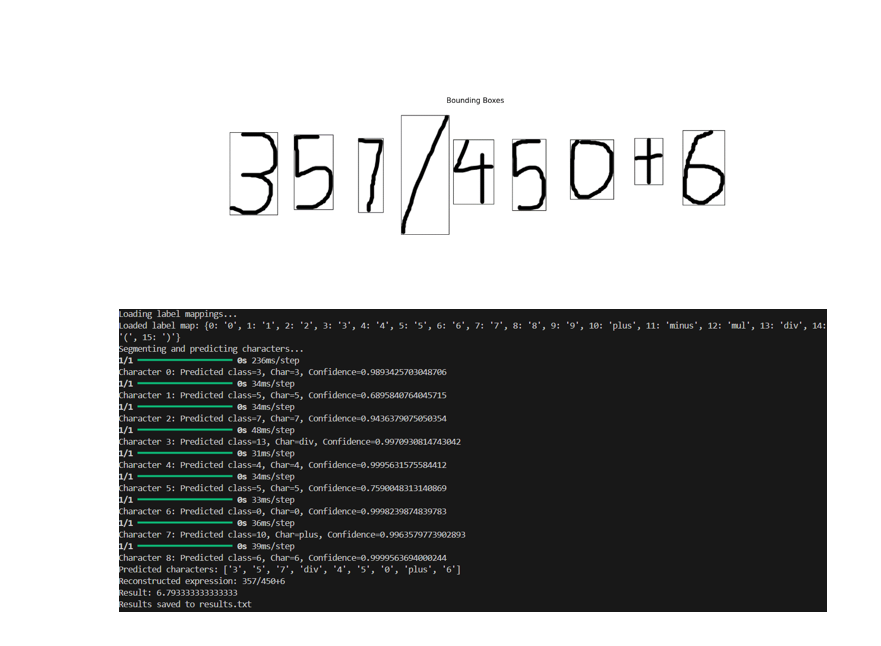 Bounding Boxes
357/450+6
Loading label mappings...
Loaded label map: {0: '0', 1: '1', 2: '2', 3: '3', 4: '4', 5: '5', 6: '6', 7: '7', 8: '8', 9: '9', 10: 'plus', 11: 'minus', 12: 'mul', 13: 'div', 14:
'(', 15: ')'}
Segmenting and predicting characters...
1/1 ━━━━━━━━━━━━━━━━━━━━ 0s 236ms/step
Character 0: Predicted class=3, Char=3, Confidence=0.9893425703048706
1/1 ━━━━━━━━━━━━━━━━━━━━ 0s 34ms/step
Character 1: Predicted class=5, Char=5, Confidence=0.6895840764045715
1/1 ━━━━━━━━━━━━━━━━━━━━ 0s 34ms/step
Character 2: Predicted class=7, Char=7, Confidence=0.9436379075050354
1/1 ━━━━━━━━━━━━━━━━━━━━ 0s 48ms/step
Character 3: Predicted class=13, Char=div, Confidence=0.9970930814743042
1/1 ━━━━━━━━━━━━━━━━━━━━ 0s 31ms/step
Character 4: Predicted class=4, Char=4, Confidence=0.9995631575584412
1/1 ━━━━━━━━━━━━━━━━━━━━ 0s 34ms/step
Character 5: Predicted class=5, Char=5, Confidence=0.7590048313140869
1/1 ━━━━━━━━━━━━━━━━━━━━ 0s 33ms/step
Character 6: Predicted class=0, Char=0, Confidence=0.9998239874839783
1/1 ━━━━━━━━━━━━━━━━━━━━ 0s 36ms/step
Character 7: Predicted class=10, Char=plus, Confidence=0.9963579773902893
1/1 ━━━━━━━━━━━━━━━━━━━━ 0s 39ms/step
Character 8: Predicted class=6, Char=6, Confidence=0.9999563694000244
Predicted characters: ['3', '5', '7', 'div', '4', '5', '0', 'plus', '6']
Reconstructed expression: 357/450+6
Result: 6.793333333333333
Results saved to results.txt